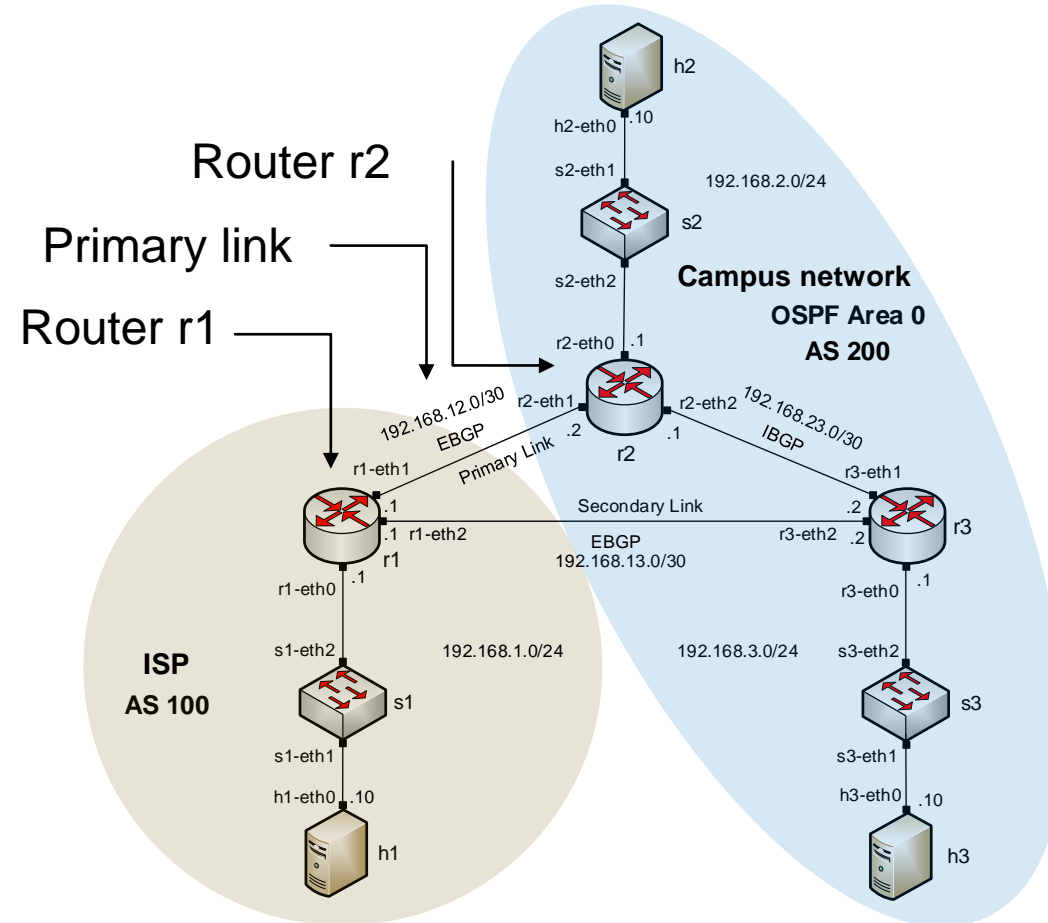 h2
h2-eth0
.10
Router r2
s2-eth1
192.168.2.0/24
s2
Primary link
s2-eth2
Campus network
OSPF Area 0
AS 200
Router r1
r2-eth0
.1
192.168.12.0/30
EBGP
Primary Link
r2-eth1
.2
r2
r2-eth2
.1
192.168.23.0/30
IBGP
r1-eth1
.1
r3-eth1
.2
Secondary Link
.1
r1-eth2
r3-eth2
.2
r3
EBGP
192.168.13.0/30
r1
r1-eth0
.1
r3-eth0
.1
ISP
AS 100
s1-eth2
192.168.1.0/24
s1
192.168.3.0/24
s3-eth2
s3
s1-eth1
s3-eth1
h1-eth0
.10
h3-eth0
.10
h1
h3